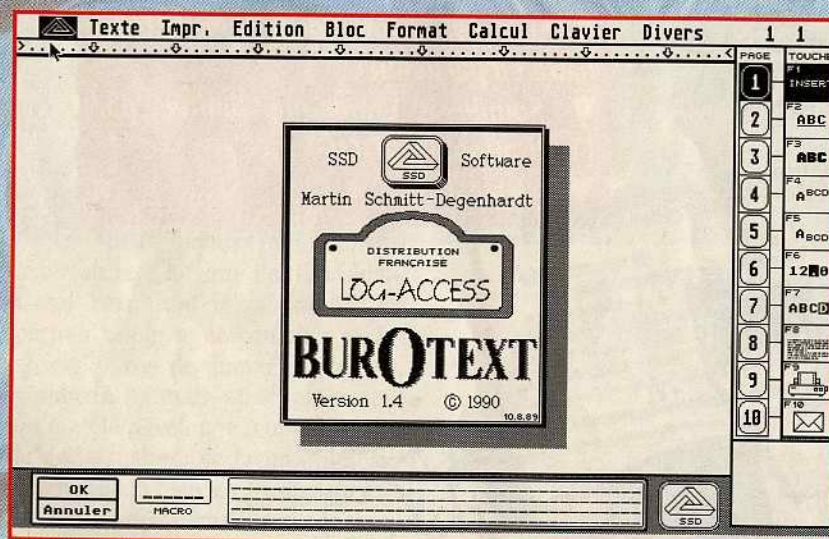 Texte Impr. Edition Bloc Format Calcul Clavier Divers 1 1
PAGE TOUCHE
1 F1 INSERT
2 F2 ABC
3 F3 ABC
4 F4 ABCD
5 F5 ABCD
6 F6
7 F7 ABCD
8 F8
9 F9
10 F10
SSD SSD Software
Martin Schmitt-Degenhardt
DISTRIBUTION
FRANÇAISE
LOG-ACCESS
BUROTEXT
Version 1.4 © 1990
10.8.89
OK
Annuler
MACRO
SSD